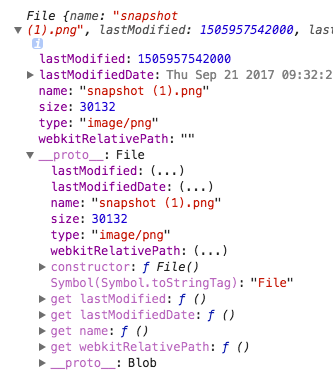 File {name: "snapshot
(1).png", lastModified: 1505957542000, las
i
lastModified: 1505957542000
lastModifiedDate: Thu Sep 21 2017 09:32:2
name: "snapshot (1).png"
size: 30132
type: "image/png"
webkitRelativePath: ""
__proto__: File
lastModified: (...)
lastModifiedDate: (...)
name: "snapshot (1).png"
size: 30132
type: "image/png"
webkitRelativePath: (...)
constructor: ƒ File()
Symbol(Symbol.toStringTag): "File"
get lastModified: ƒ ()
get lastModifiedDate: ƒ ()
get name: ƒ ()
get webkitRelativePath: ƒ ()
__proto__: Blob